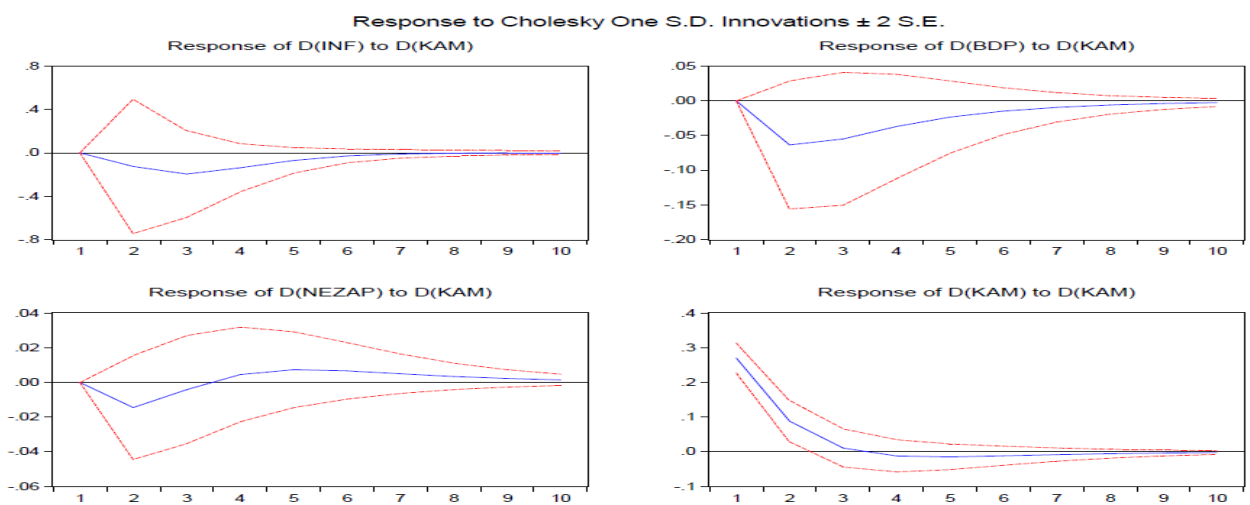 Response to Cholesky One S.D. Innovations ± 2 S.E.
Response of D(INF) to D(KAM)
.8
.4
.0
-.4
-.8
1 2 3 4 5 6 7 8 9 10
Response of D(BDP) to D(KAM)
.05
.00
-.05
-.10
-.15
-.20
1 2 3 4 5 6 7 8 9 10
Response of D(NEZAP) to D(KAM)
.04
.02
.00
-.02
-.04
-.06
1 2 3 4 5 6 7 8 9 10
Response of D(KAM) to D(KAM)
.4
.3
.2
.1
.0
-.1
1 2 3 4 5 6 7 8 9 10